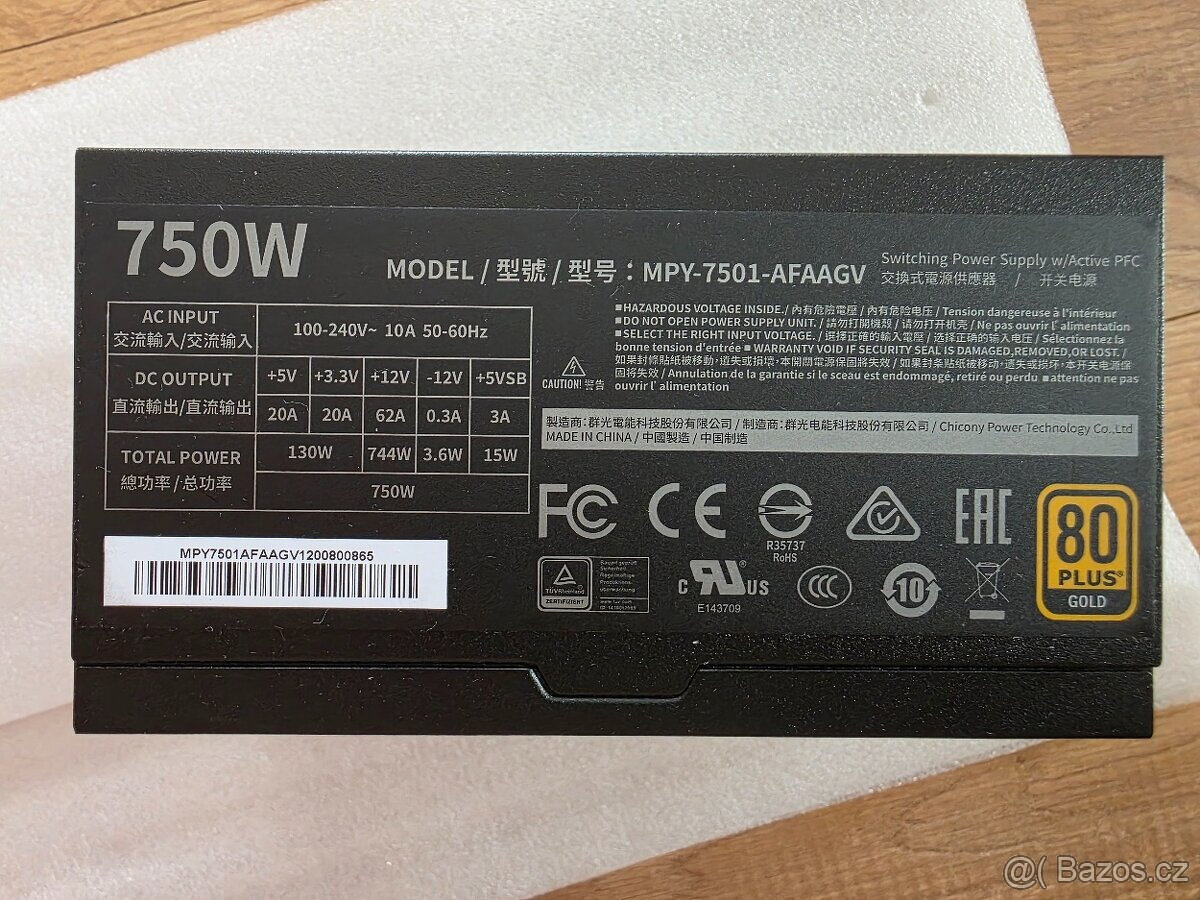 750W
MODEL / 型號 / 型号：MPY-7501-AFAAGV
Switching Power Supply w/Active PFC
交換式電源供應器 / 开关电源
AC INPUT
交流輸入/交流输入
100-240V~ 10A 50-60Hz
DC OUTPUT
直流輸出/直流输出
+5V +3.3V +12V -12V +5VSB
20A 20A 62A 0.3A 3A
TOTAL POWER
總功率/总功率
130W 744W 3.6W 15W
750W
CAUTION! 警告
■HAZARDOUS VOLTAGE INSIDE. / 內有危險電壓 / 内有危险电压 / Tension dangereuse à l'intérieur
■DO NOT OPEN POWER SUPPLY UNIT. / 請勿打開機殼 / 请勿打开机壳 / Ne pas ouvrir l' alimentation
■SELECT THE RIGHT INPUT VOLTAGE. / 選擇正確的輸入電壓 / 选择正确的输入电压 / Sélectionnez la
bonne tension d'entrée ■ WARRANTY VOID IF SECURITY SEAL IS DAMAGED,REMOVED,OR LOST. /
如果封條貼紙被移動，遺失或損壞，本開關電源保固將失效 / 如果封条贴纸被移动，遗失或损坏，本开关电源保
固将失效 / Annulation de la garantie si le sceau est endommagé, retiré ou perdu ■attention ne pas
ouvrir l' alimentation
製造商：群光電能科技股份有限公司 / 制造商：群光电能科技股份有限公司 / Chicony Power Technology Co.,Ltd
MADE IN CHINA / 中國製造 / 中国制造
MPY7501AFAAGV1200800865
FC CE
R35737
RoHS
EAC
80
PLUS®
GOLD
TÜVRheinland
ZERTIFIZIERT
Bauart geprüft
Sicherheit
Regelmäßige
Produktions-
überwachung
www.tuv.com
c RU® US
E143709
CCC
10
@( Bazos.cz